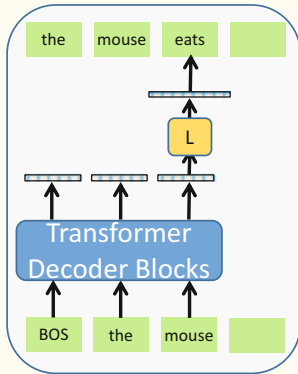 the mouse eats
L
Transformer
Decoder Blocks
BOS the mouse